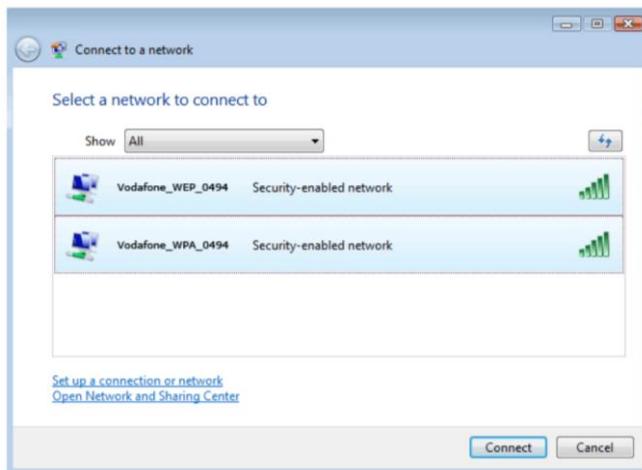 Connect to a network
Select a network to connect to
Show All
Vodafone_WEP_0494 Security-enabled network
Vodafone_WPA_0494 Security-enabled network
Set up a connection or network
Open Network and Sharing Center
Connect Cancel